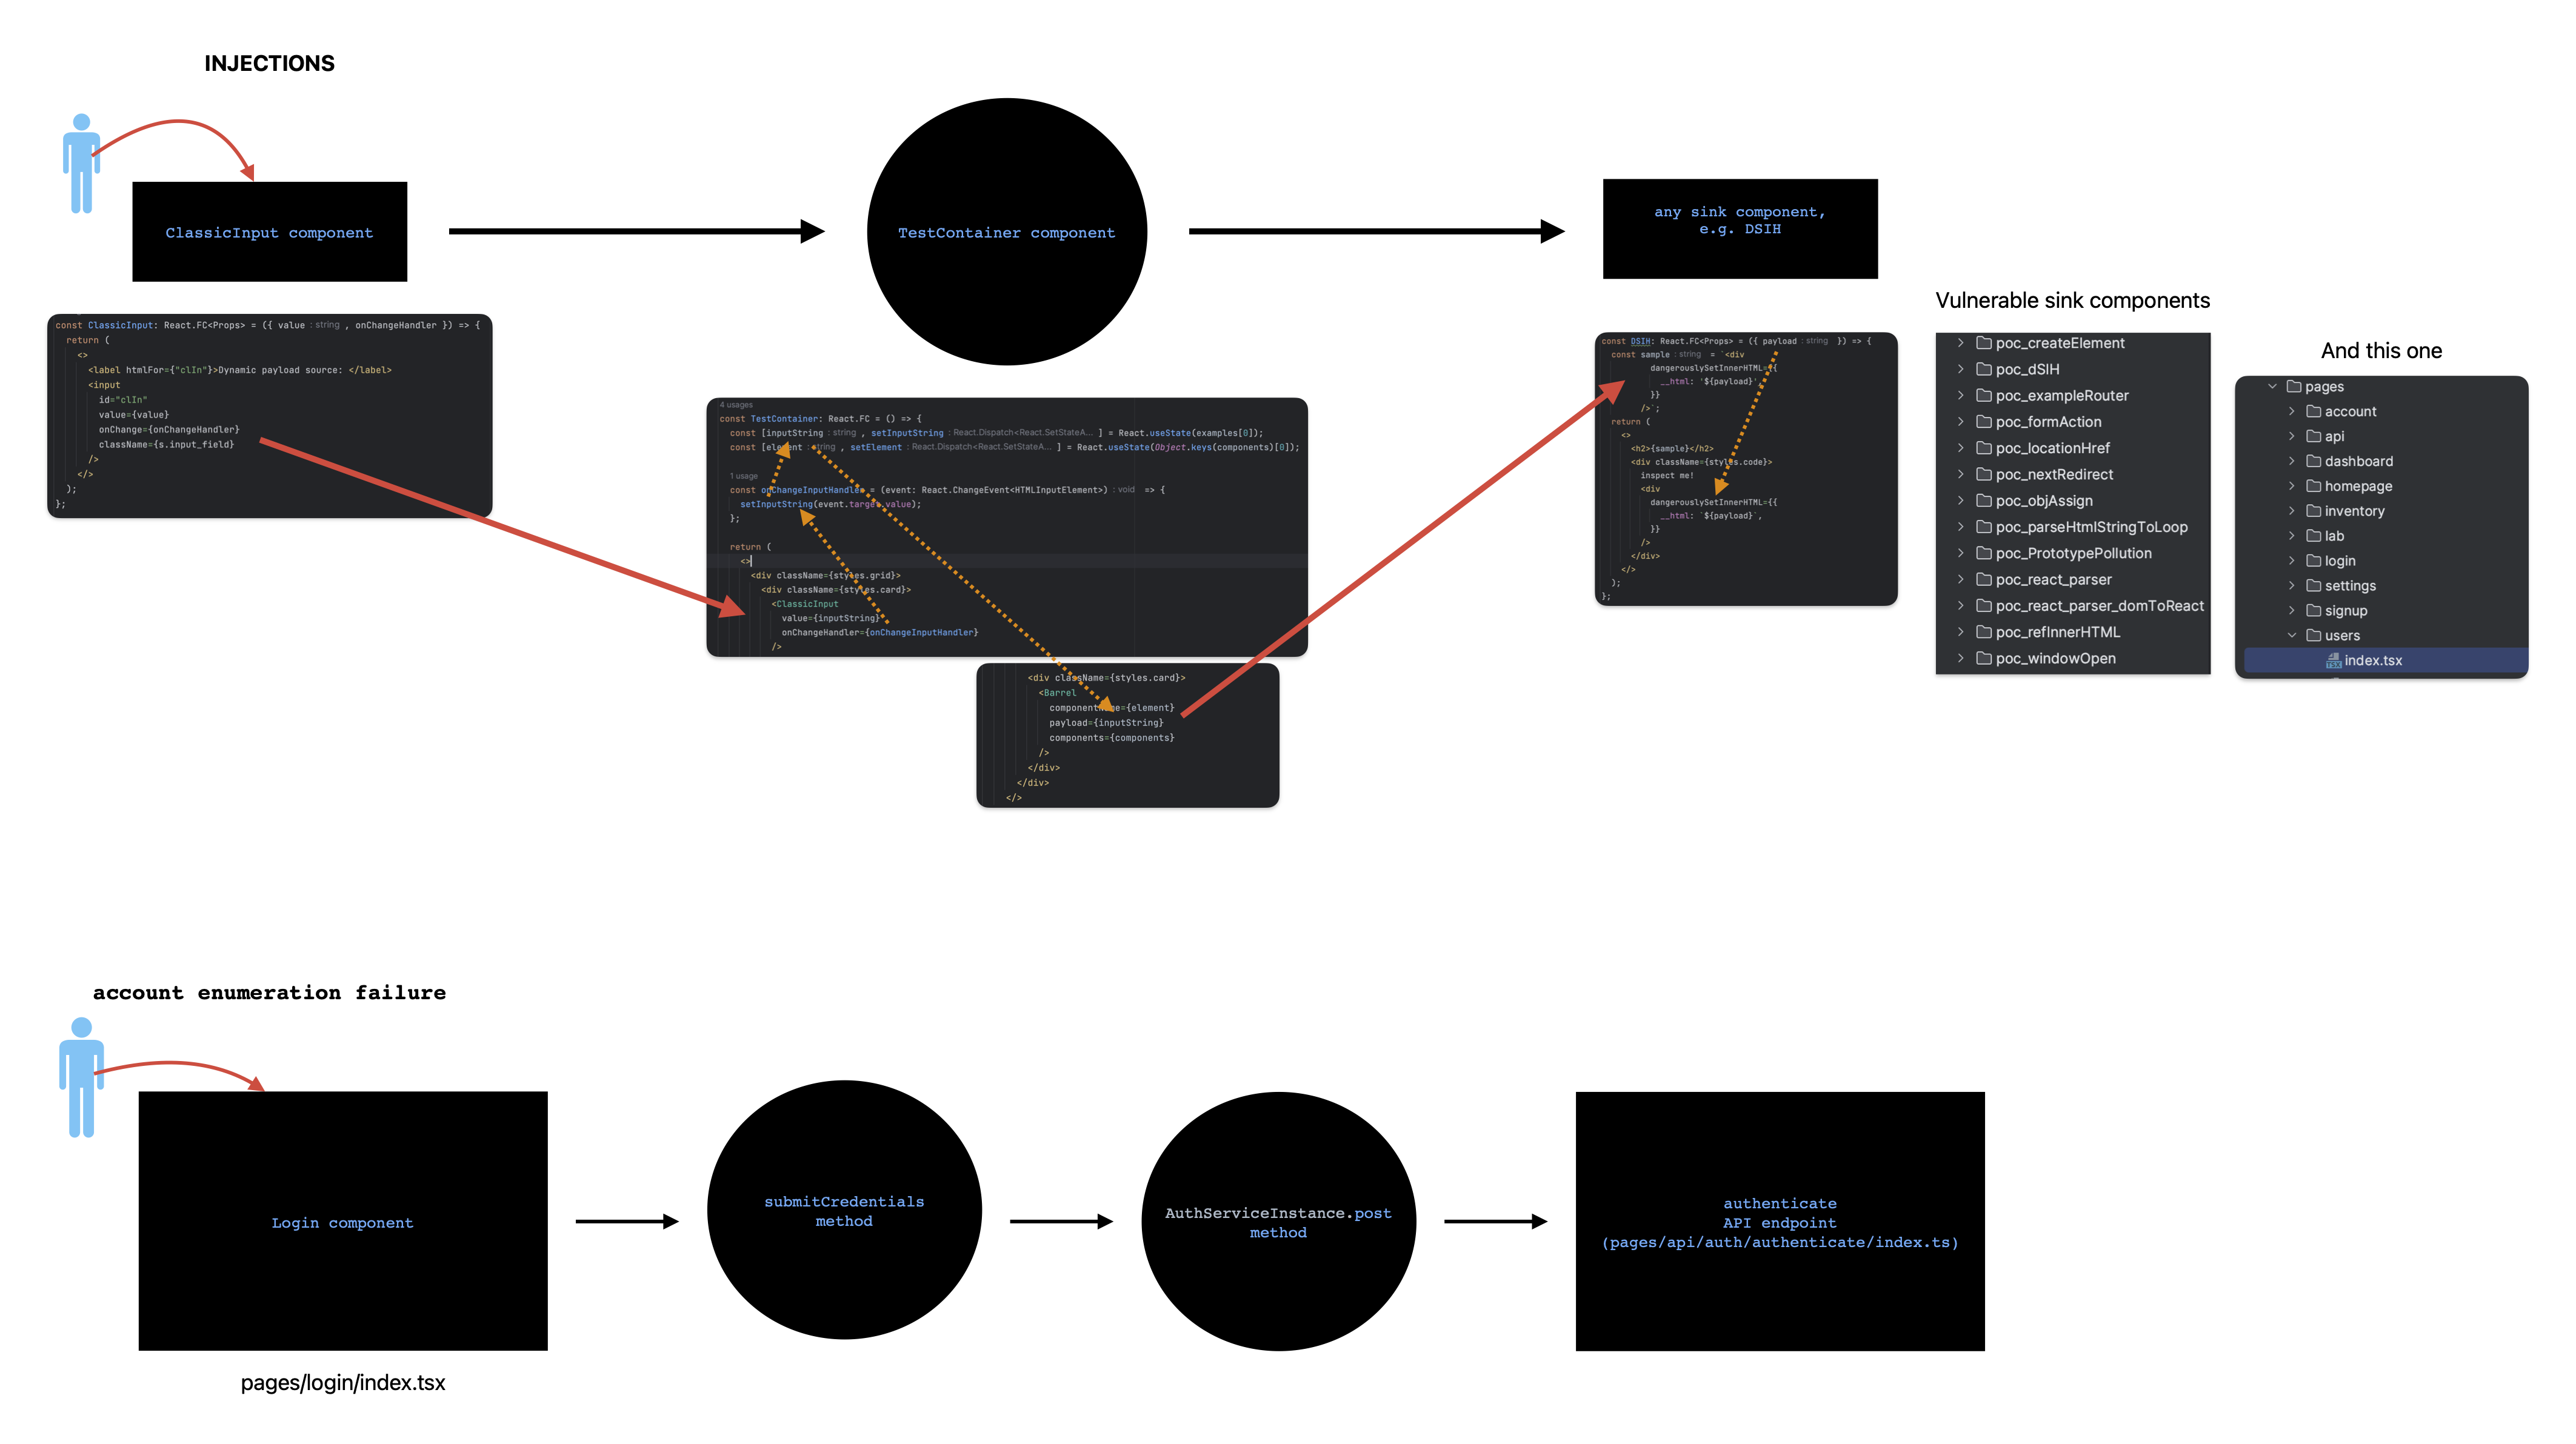 INJECTIONS
ClassicInput component
TestContainer component
any sink component,
e.g. DSIH
const ClassicInput: React.FC<Props> = ({ value : string , onChangeHandler }) => {
return (
<>
<label htmlFor={"clIn"}>Dynamic payload source: </label>
<input
id="clIn"
value={value}
onChange={onChangeHandler}
className={s.input_field}
/>
</>
);
};
4 usages
const TestContainer: React.FC = () => {
const [inputString : string , setInputString : React.Dispatch<React.SetStateA... ] = React.useState(examples[0]);
const [element : string , setElement : React.Dispatch<React.SetStateA... ] = React.useState(Object.keys(components)[0]);
1 usage
const onChangeInputHandler = (event: React.ChangeEvent<HTMLInputElement>) : void => {
setInputString(event.target.value);
};
return (
<>
<div className={styles.grid}>
<div className={styles.card}>
<ClassicInput
value={inputString}
onChangeHandler={onChangeInputHandler}
/>
<div className={styles.card}>
<Barrel
componentName={element}
payload={inputString}
components={components}
/>
</div>
</div>
</>
const DSIH: React.FC<Props> = ({ payload : string }) => {
const sample : string = `<div
dangerouslySetInnerHTML={{
__html: '${payload}',
}}
/>`;
return (
<>
<h2>{sample}</h2>
<div className={styles.code}>
inspect me!
<div
dangerouslySetInnerHTML={{
__html: `${payload}`,
}}
/>
</div>
</>
);
};
Vulnerable sink components
poc_createElement
poc_dSIH
poc_exampleRouter
poc_formAction
poc_locationHref
poc_nextRedirect
poc_objAssign
poc_parseHtmlStringToLoop
poc_PrototypePollution
poc_react_parser
poc_react_parser_domToReact
poc_refInnerHTML
poc_windowOpen
And this one
pages
account
api
dashboard
homepage
inventory
lab
login
settings
signup
users
TSX index.tsx
account enumeration failure
Login component
pages/login/index.tsx
submitCredentials
method
AuthServiceInstance.post
method
authenticate
API endpoint
(pages/api/auth/authenticate/index.ts)